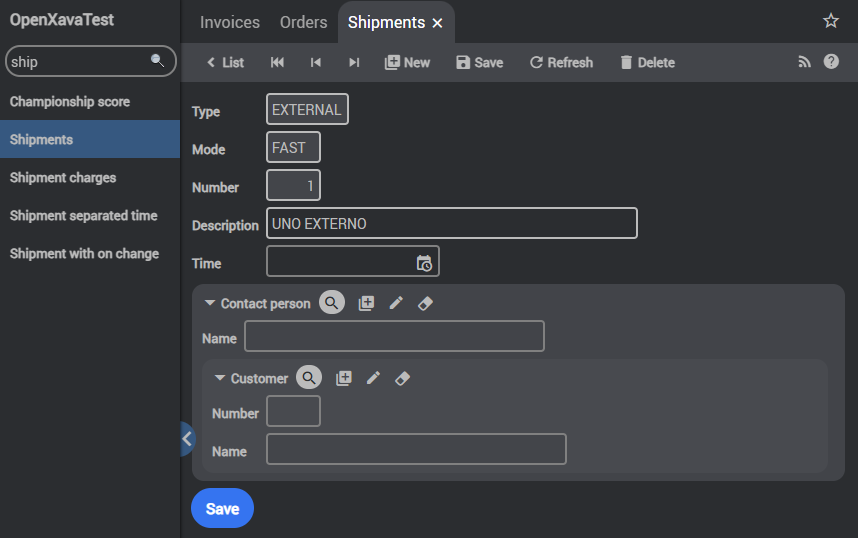 OpenXavaTest
ship
Championship score
Shipments
Shipment charges
Shipment separated time
Shipment with on change
Invoices Orders Shipments
List New Save Refresh Delete
Type EXTERNAL
Mode FAST
Number 1
Description UNO EXTERNO
Time
Contact person
Name
Customer
Number
Name
Save